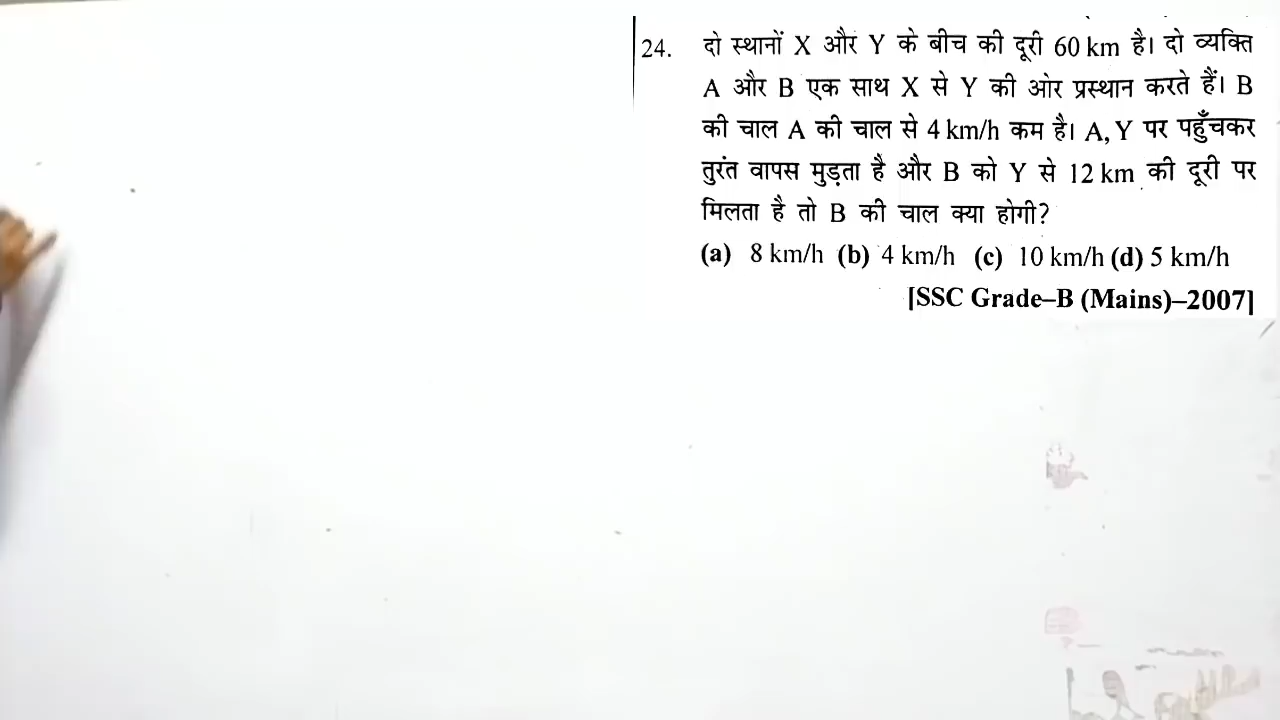 24. दो स्थानों X और Y के बीच की दूरी 60 km है। दो व्यक्ति
A और B एक साथ X से Y की ओर प्रस्थान करते हैं। B
की चाल A की चाल से 4 km/h कम है। A, Y पर पहुँचकर
तुरंत वापस मुड़ता है और B को Y से 12 km की दूरी पर
मिलता है तो B की चाल क्या होगी?
(a) 8 km/h (b) 4 km/h (c) 10 km/h (d) 5 km/h
[SSC Grade–B (Mains)–2007]